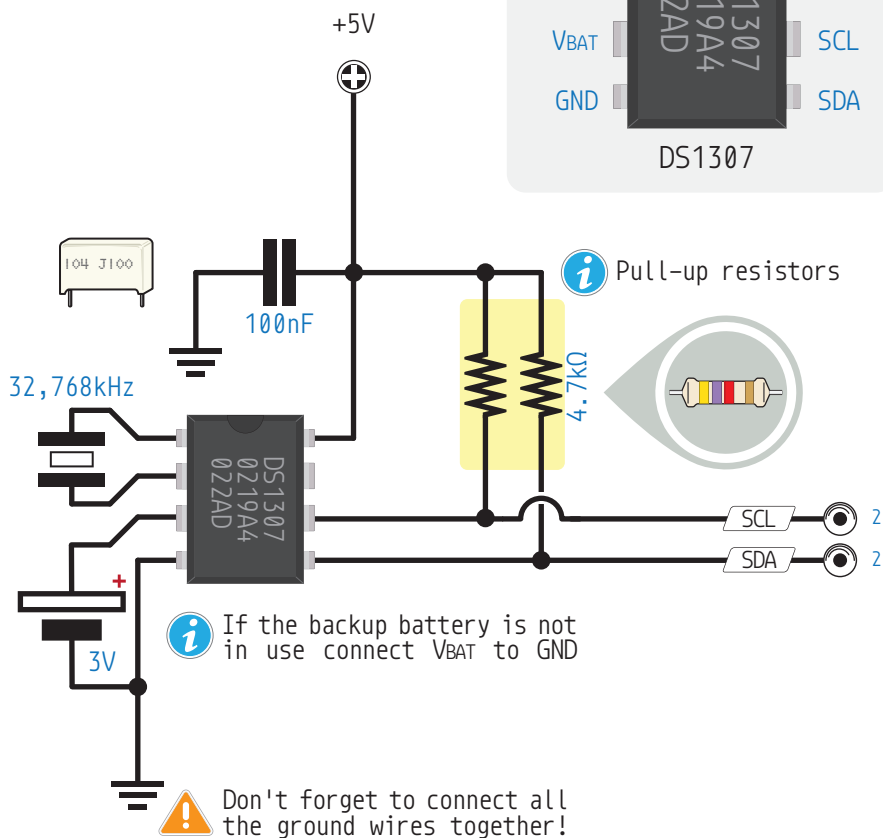 +5V
1307
19A4
2AD
VBAT
SCL
GND
SDA
DS1307
104 J100
100nF
Pull-up resistors
4.7kΩ
32,768kHz
DS1307
0219A4
022AD
SCL
2
SDA
2
+
3V
If the backup battery is not
in use connect VBAT to GND
Don't forget to connect all
the ground wires together!